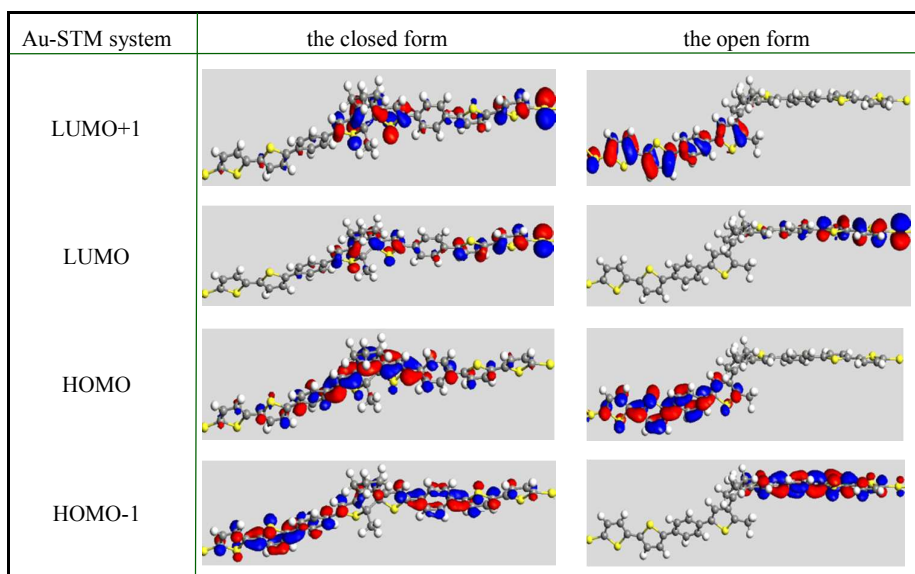 Au-STM system the closed form the open form
LUMO+1
LUMO
HOMO
HOMO-1